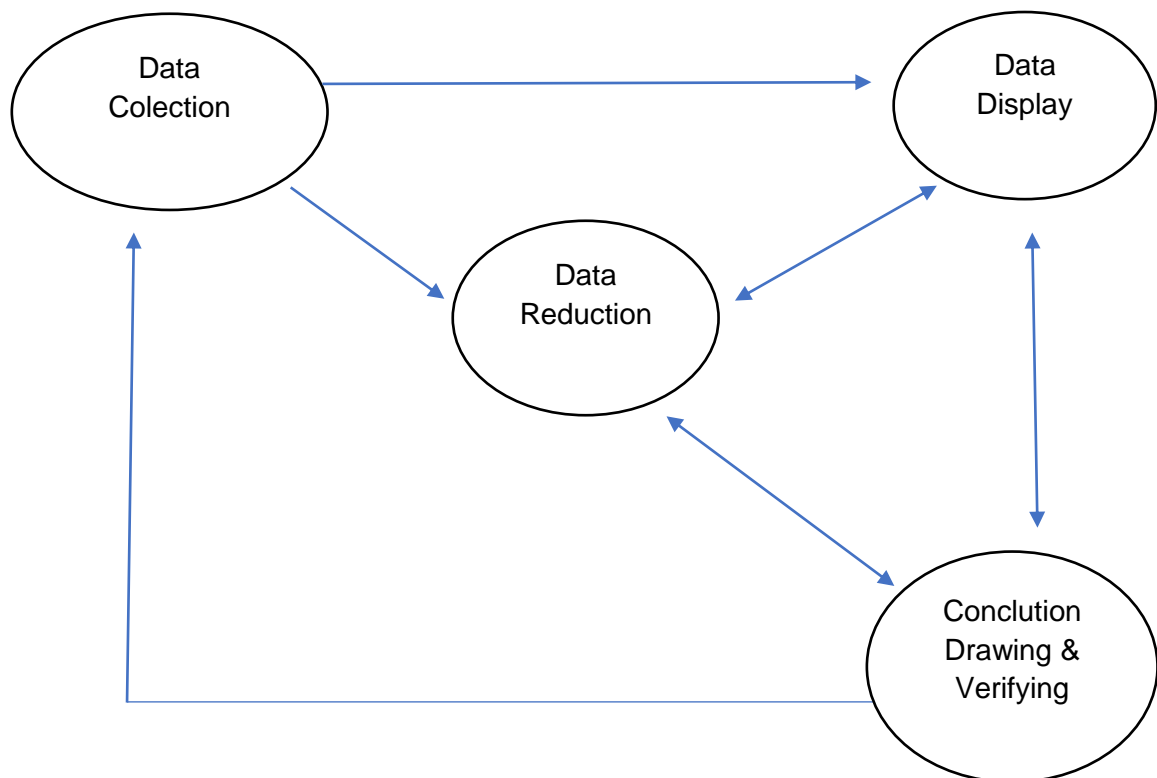 Data
Colection
Data
Display
Data
Reduction
Conclution
Drawing &
Verifying